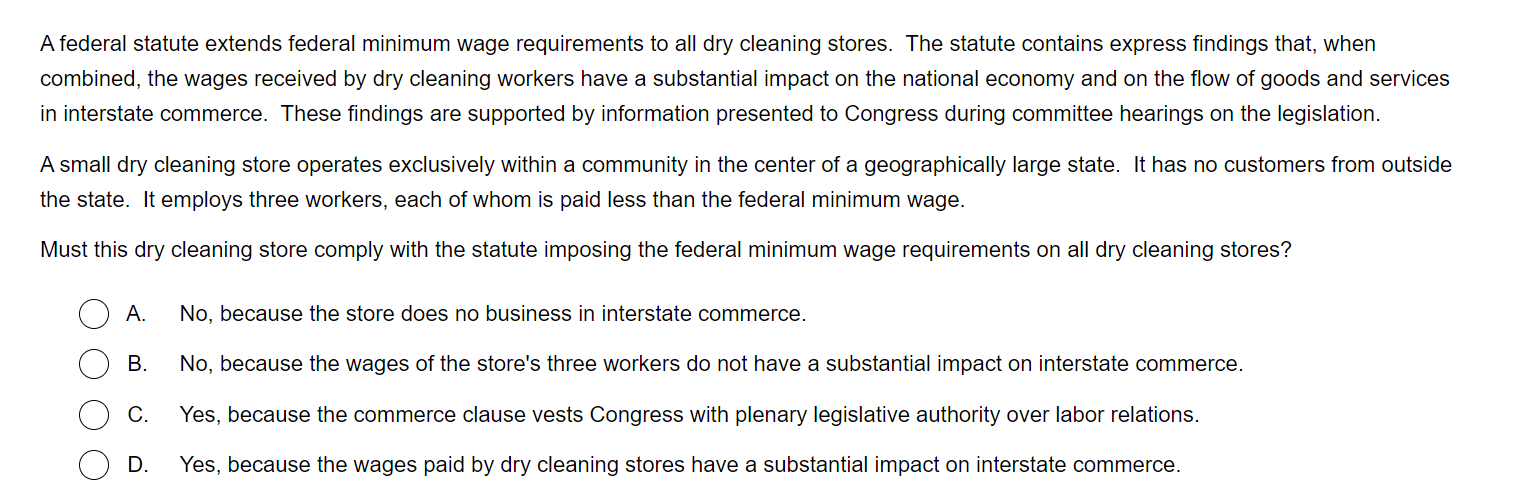 A federal statute extends federal minimum wage requirements to all dry cleaning stores.  The statute contains express findings that, when
combined, the wages received by dry cleaning workers have a substantial impact on the national economy and on the flow of goods and services
in interstate commerce.  These findings are supported by information presented to Congress during committee hearings on the legislation.
A small dry cleaning store operates exclusively within a community in the center of a geographically large state.  It has no customers from outside
the state.  It employs three workers, each of whom is paid less than the federal minimum wage.
Must this dry cleaning store comply with the statute imposing the federal minimum wage requirements on all dry cleaning stores?
A. No, because the store does no business in interstate commerce.
B. No, because the wages of the store's three workers do not have a substantial impact on interstate commerce.
C. Yes, because the commerce clause vests Congress with plenary legislative authority over labor relations.
D. Yes, because the wages paid by dry cleaning stores have a substantial impact on interstate commerce.